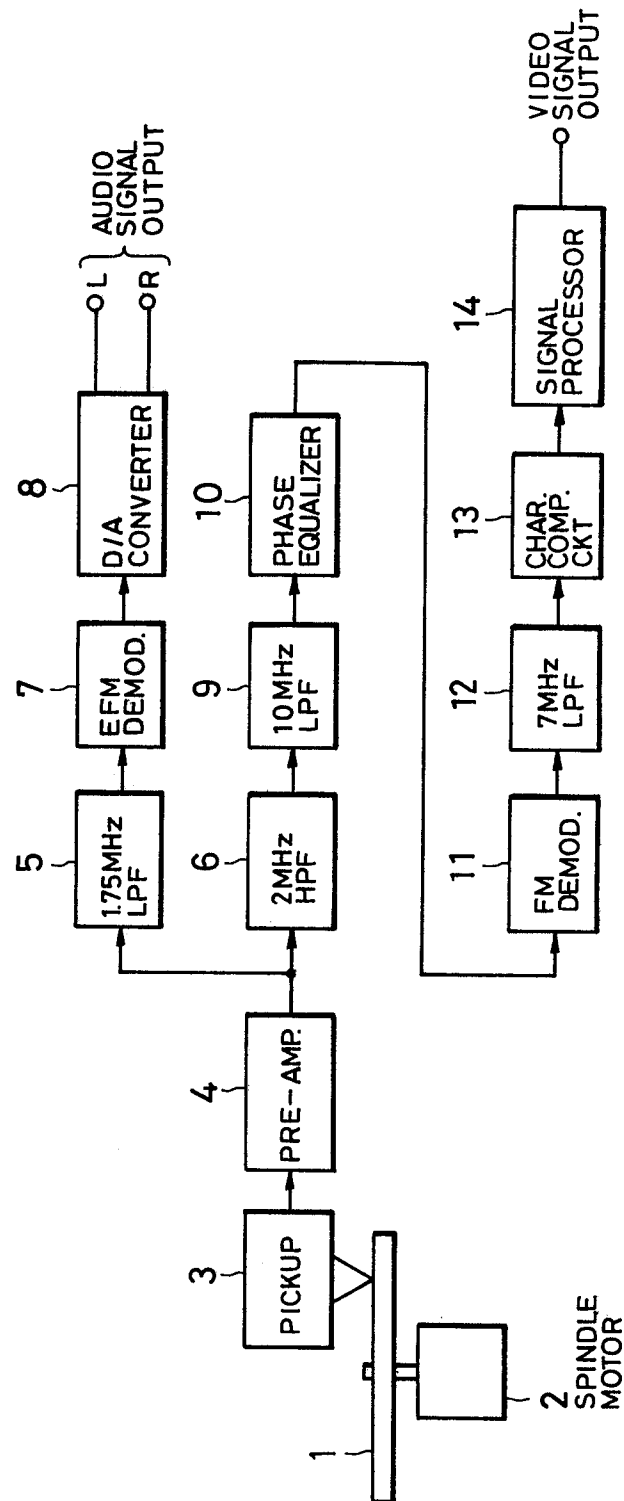 1
2
SPINDLE
MOTOR
3
PICKUP
4
PRE-AMP.
5
1.75MHz
LPF
7
EFM
DEMOD.
8
D/A
CONVERTER
L
R
AUDIO
SIGNAL
OUTPUT
6
2MHz
HPF
9
10MHz
LPF
10
PHASE
EQUALIZER
11
FM
DEMOD.
12
7MHz
LPF
13
CHAR.
COMP.
CKT
14
SIGNAL
PROCESSOR
VIDEO
SIGNAL
OUTPUT